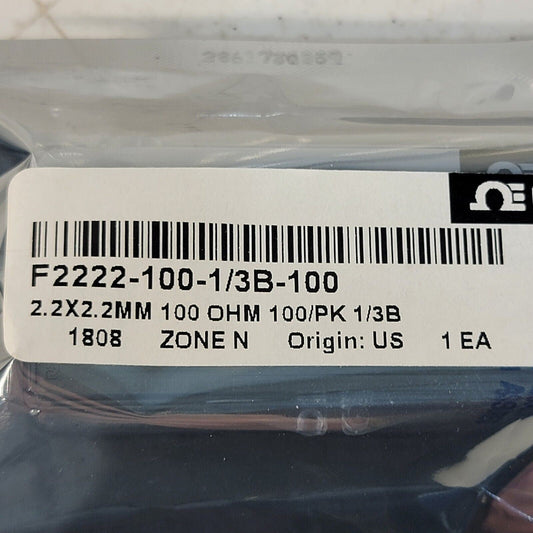 F2222-100-1/3B-100
2.2X2.2MM 100 OHM 100/PK 1/3B
1808 ZONE N Origin: US 1 EA